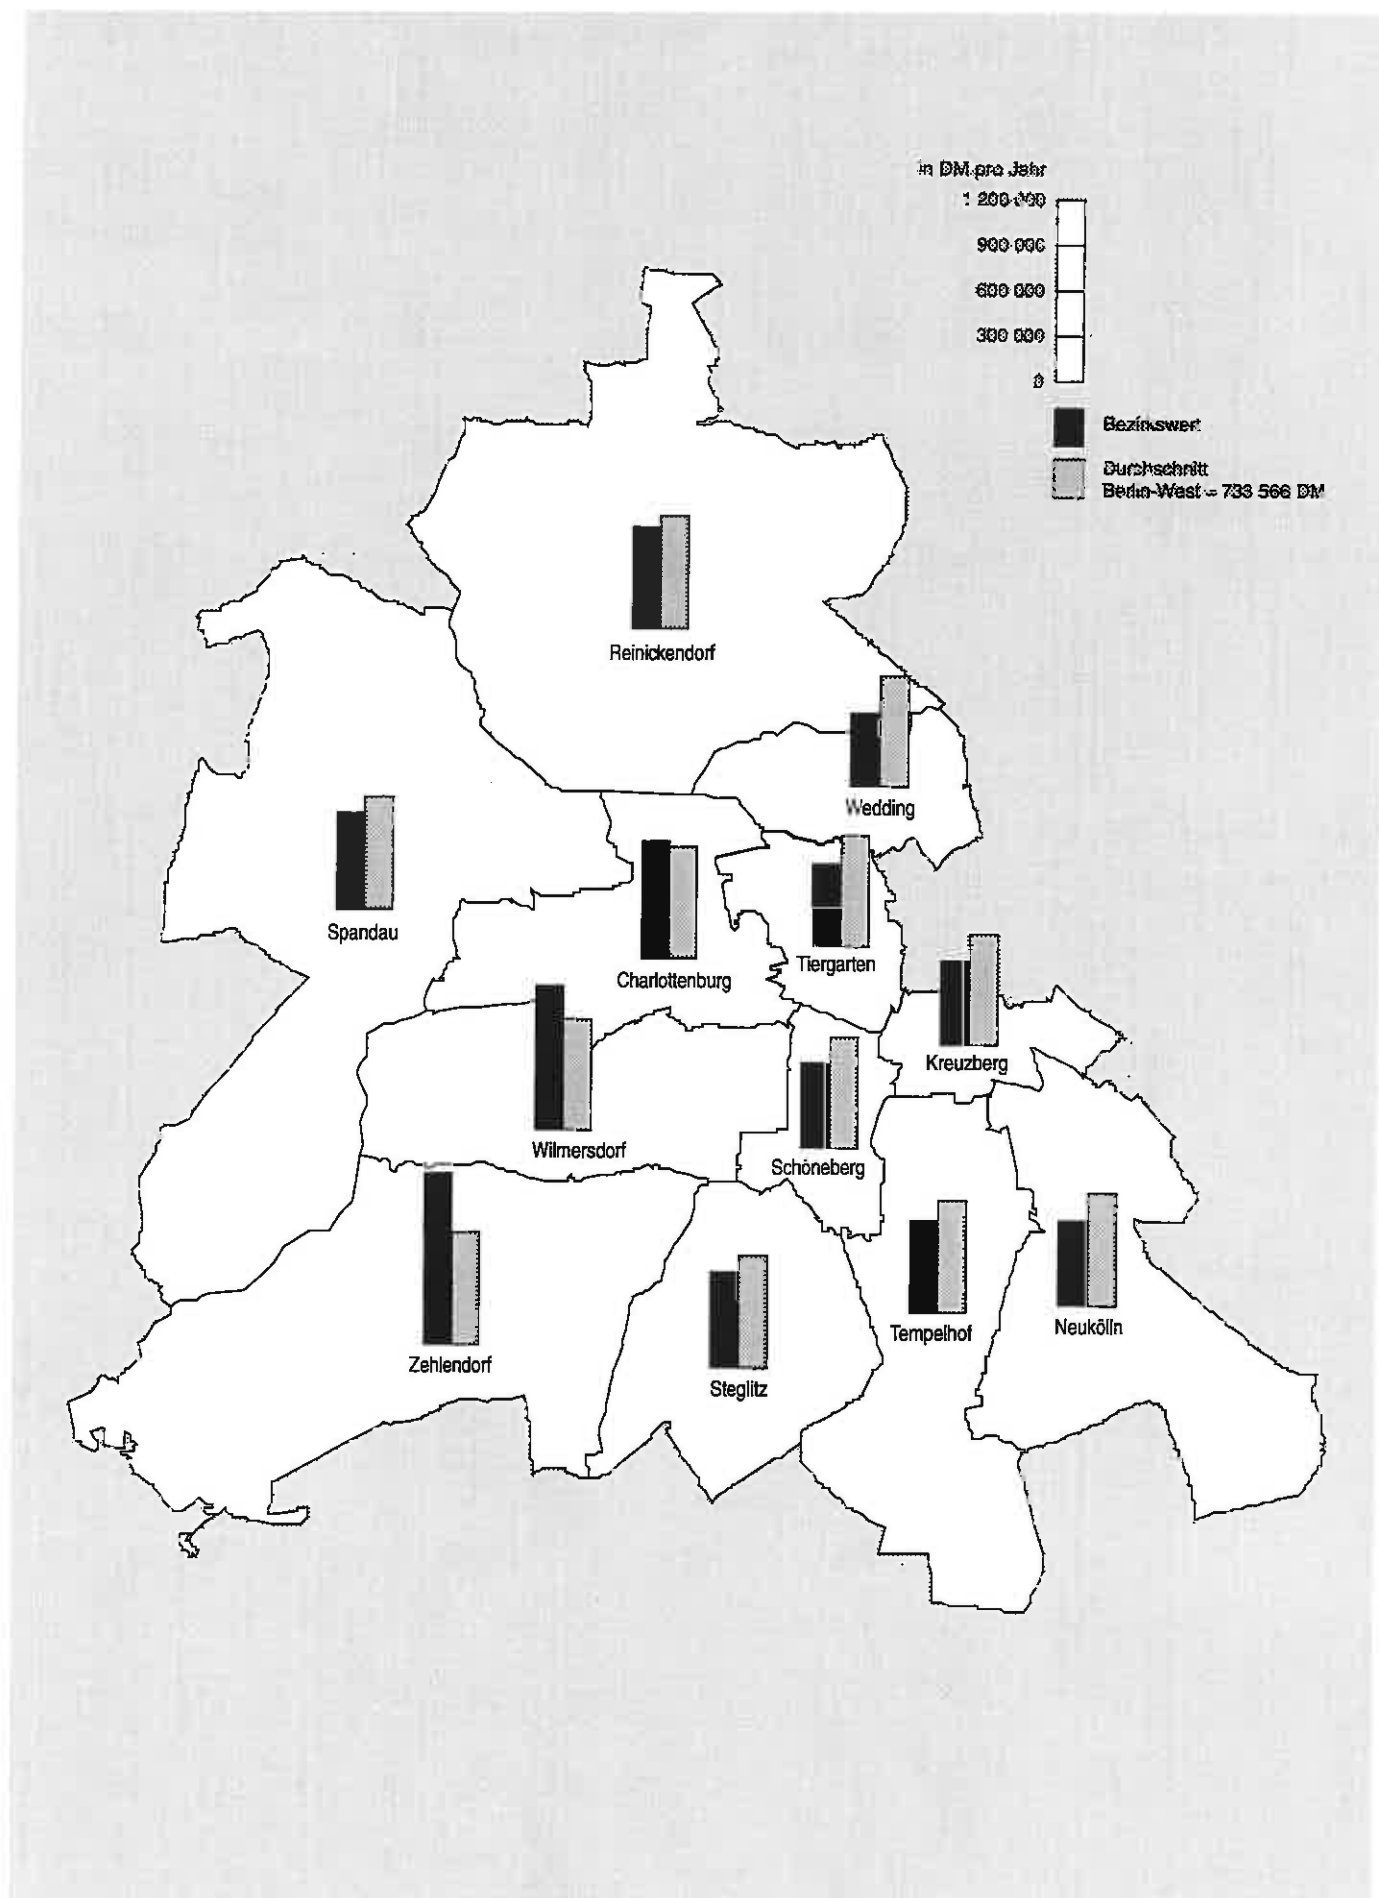 in DM pro Jahr
1 200 000
900 000
600 000
300 000
0
Bezirkswert
Durchschnitt
Berlin-West = 733 566 DM
Reinickendorf
Wedding
Spandau
Charlottenburg
Tiergarten
Kreuzberg
Wilmersdorf
Schöneberg
Zehlendorf
Steglitz
Tempelhof
Neukölln